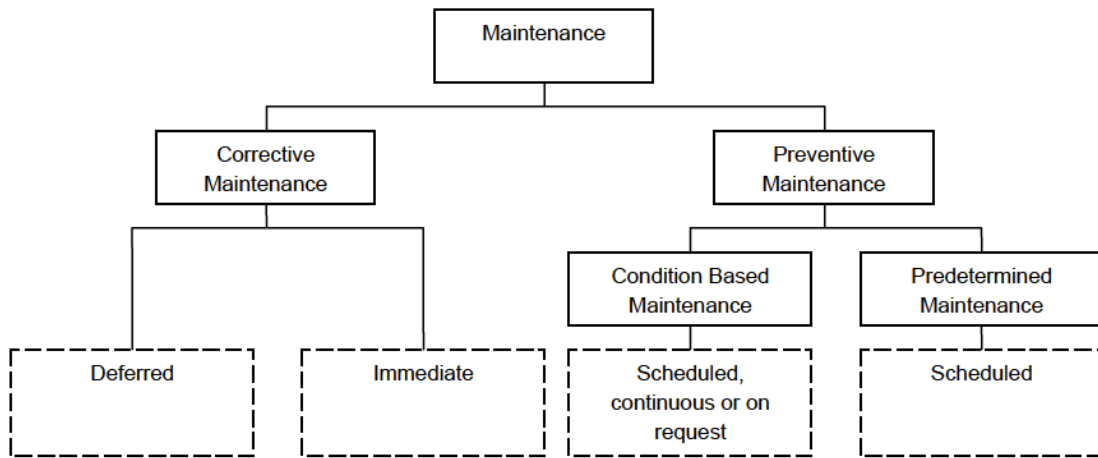 Maintenance
Corrective
Maintenance
Preventive
Maintenance
Condition Based
Maintenance
Predetermined
Maintenance
Deferred
Immediate
Scheduled,
continuous or on
request
Scheduled